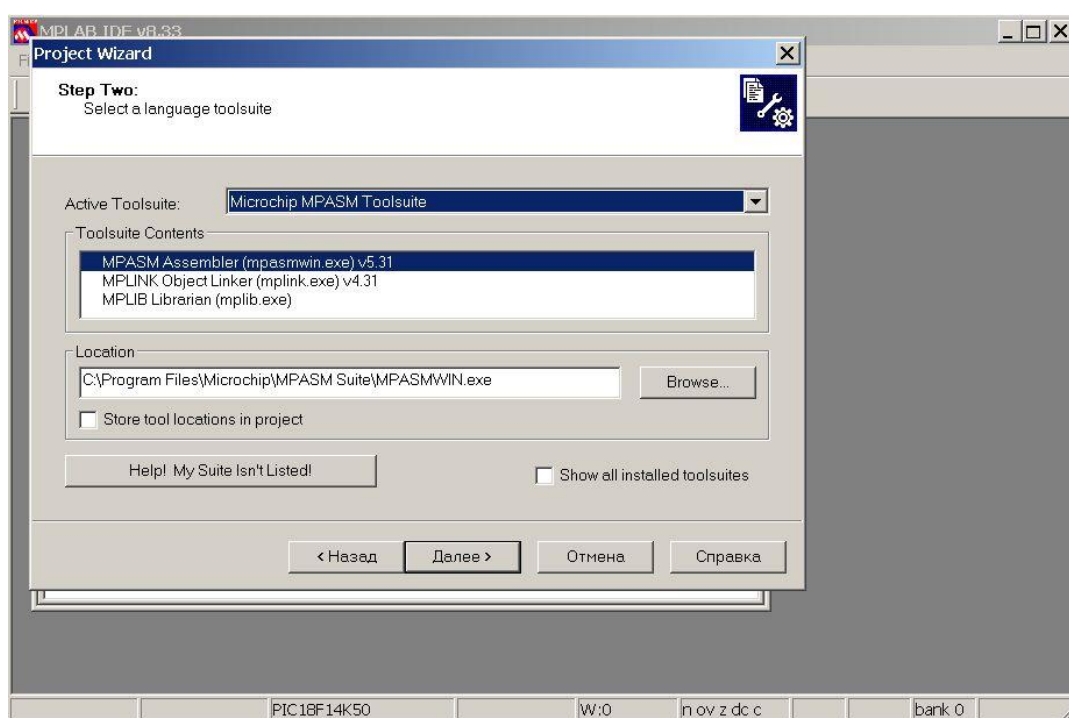 MPLAB IDE v8.33
Project Wizard
Step Two:
Select a language toolsuite
Active Toolsuite: Microchip MPASM Toolsuite
Toolsuite Contents
MPASM Assembler (mpasmwin.exe) v5.31
MPLINK Object Linker (mplink.exe) v4.31
MPLIB Librarian (mplib.exe)
Location
C:\Program Files\Microchip\MPASM Suite\MPASMWIN.exe Browse...
Store tool locations in project
Help! My Suite Isn't Listed! Show all installed toolsuites
< Назад Далее > Отмена Справка
PIC18F14K50 W:0 n ov z dc c bank 0